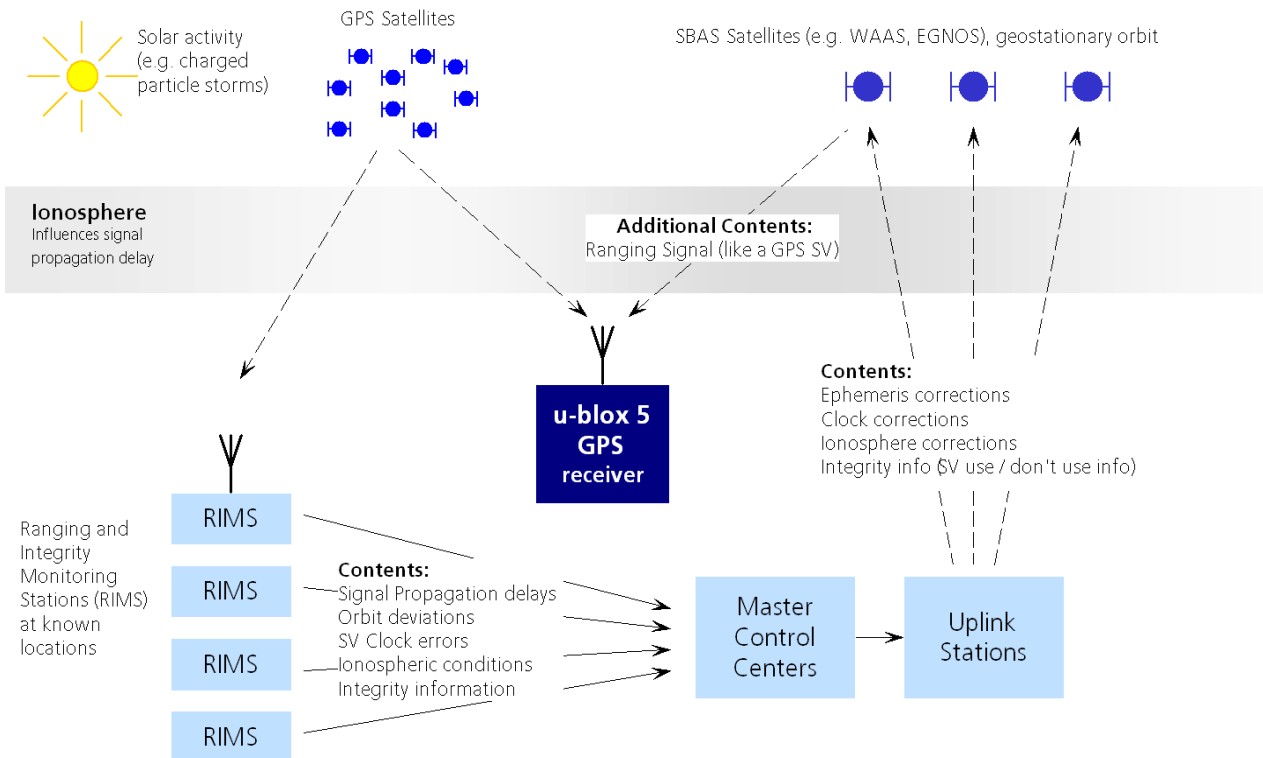 Solar activity
(e.g. charged
particle storms)
GPS Satellites
SBAS Satellites (e.g. WAAS, EGNOS), geostationary orbit
Ionosphere
Influences signal
propagation delay
Additional Contents:
Ranging Signal (like a GPS SV)
u-blox 5
GPS
receiver
Contents:
Ephemeris corrections
Clock corrections
Ionosphere corrections
Integrity info (SV use / don't use info)
Ranging and
Integrity
Monitoring
Stations (RIMS)
at known
locations
RIMS
RIMS
RIMS
RIMS
Contents:
Signal Propagation delays
Orbit deviations
SV Clock errors
Ionospheric conditions
Integrity information
Master
Control
Centers
Uplink
Stations